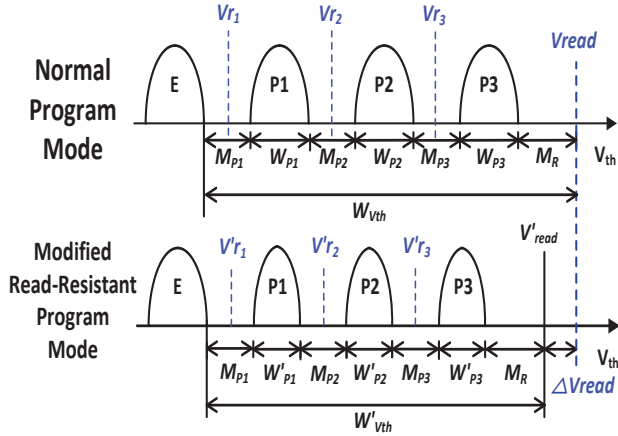 Vr1 Vr2 Vr3 Vread
Normal Program Mode
E P1 P2 P3
MP1 WP1 MP2 WP2 MP3 WP3 MR Vth
WVth
V'read
Modified Read-Resistant Program Mode
V'r1 V'r2 V'r3
E P1 P2 P3
MP1 W'P1 MP2 W'P2 MP3 W'P3 MR Vth
△Vread
W'Vth